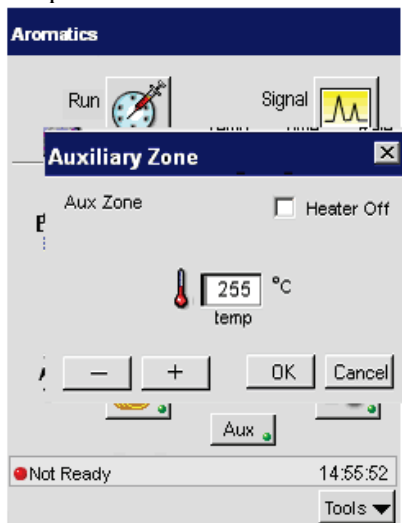 Aromatics
Run Signal
Auxiliary Zone
Aux Zone Heater Off
255 °C
temp
− + OK Cancel
Aux
Not Ready 14:55:52
Tools